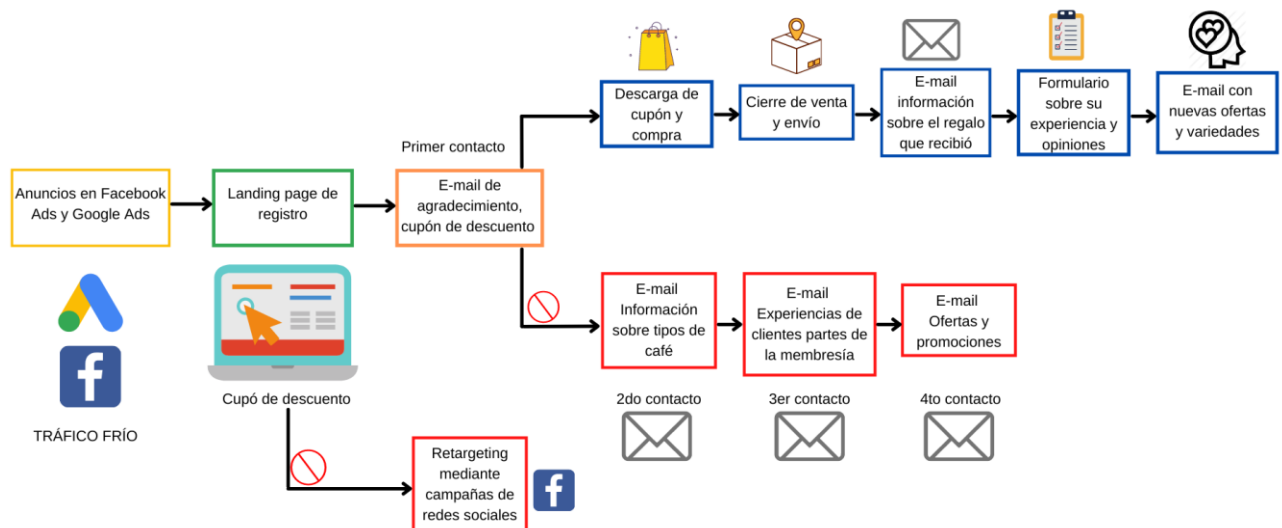 Descarga de
cupón y
compra
Cierre de venta
y envío
E-mail
información
sobre el regalo
que recibió
Formulario
sobre su
experiencia y
opiniones
E-mail con
nuevas ofertas
y variedades
Primer contacto
Anuncios en Facebook
Ads y Google Ads
Landing page de
registro
E-mail de
agradecimiento,
cupón de descuento
E-mail
Información
sobre tipos de
café
E-mail
Experiencias de
clientes partes de
la membresía
E-mail
Ofertas y
promociones
2do contacto
3er contacto
4to contacto
Cupó de descuento
TRÁFICO FRÍO
Retargeting
mediante
campañas de
redes sociales